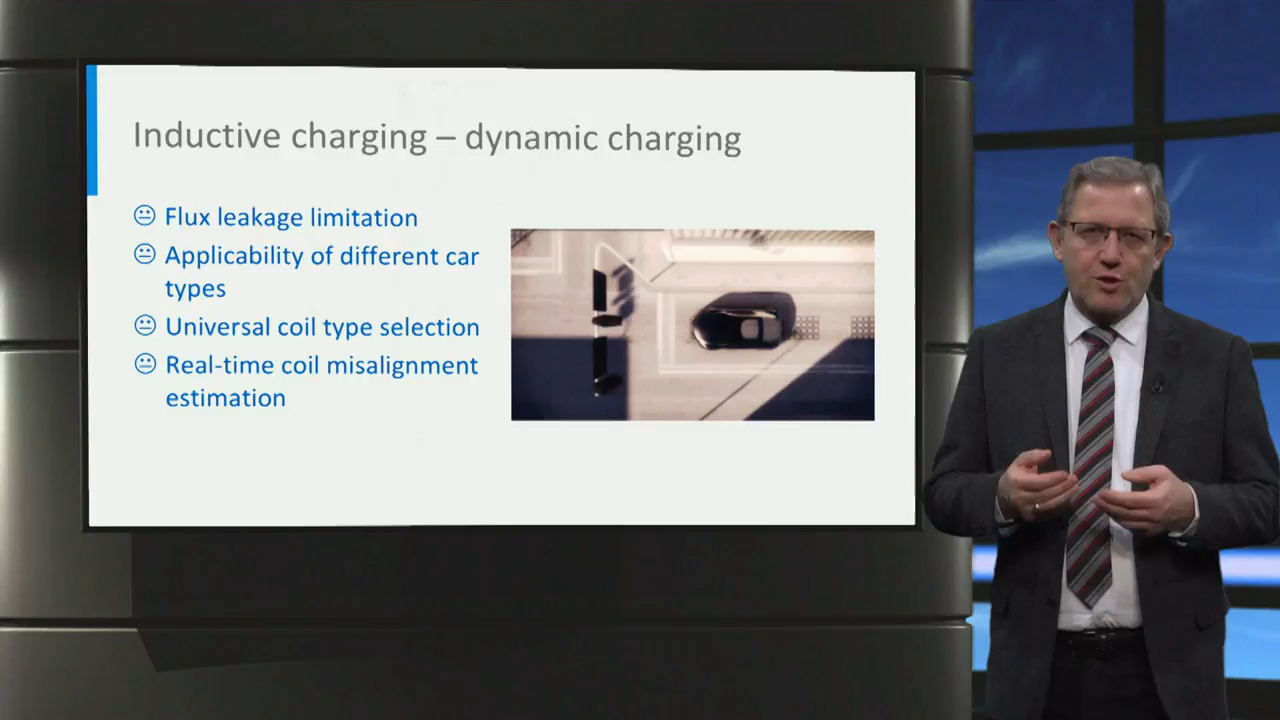 Inductive charging – dynamic charging
Flux leakage limitation
Applicability of different car
types
Universal coil type selection
Real-time coil misalignment
estimation